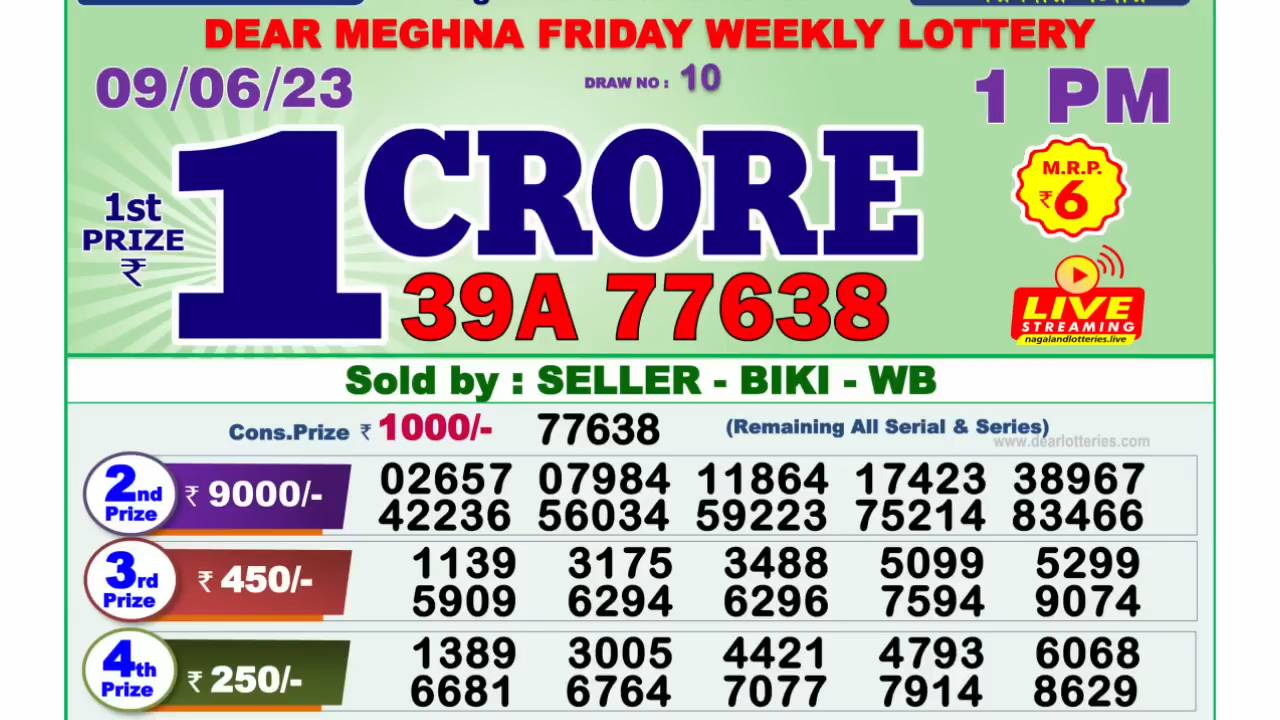 DEAR MEGHNA FRIDAY WEEKLY LOTTERY
09/06/23
DRAW NO : 10
1 PM
1st
PRIZE
₹
1 CRORE
39A 77638
M.R.P.
₹6
LIVE
STREAMING
nagalandlotteries.live
Sold by : SELLER - BIKI - WB
Cons.Prize ₹ 1000/- 77638 (Remaining All Serial & Series)
www.dearlotteries.com
2nd
Prize
₹ 9000/-
02657 07984 11864 17423 38967
42236 56034 59223 75214 83466
3rd
Prize
₹ 450/-
1139 3175 3488 5099 5299
5909 6294 6296 7594 9074
4th
Prize
₹ 250/-
1389 3005 4421 4793 6068
6681 6764 7077 7914 8629